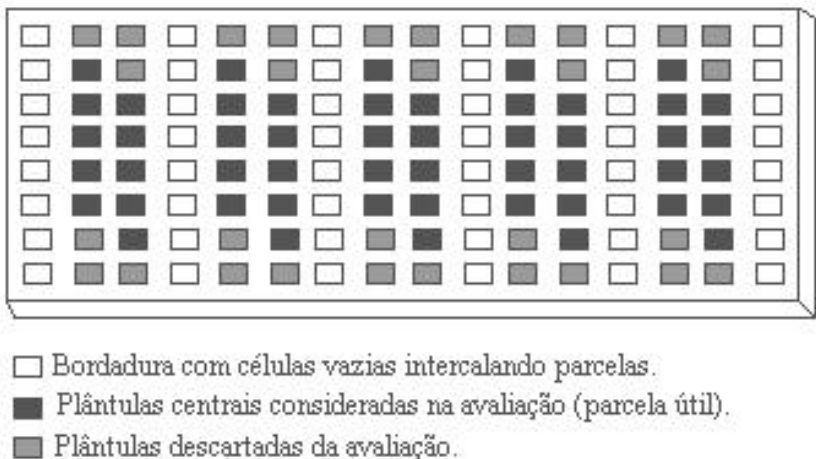 Bordadura com células vazias intercalando parcelas.
Plântulas centrais consideradas na avaliação (parcela útil).
Plântulas descartadas da avaliação.